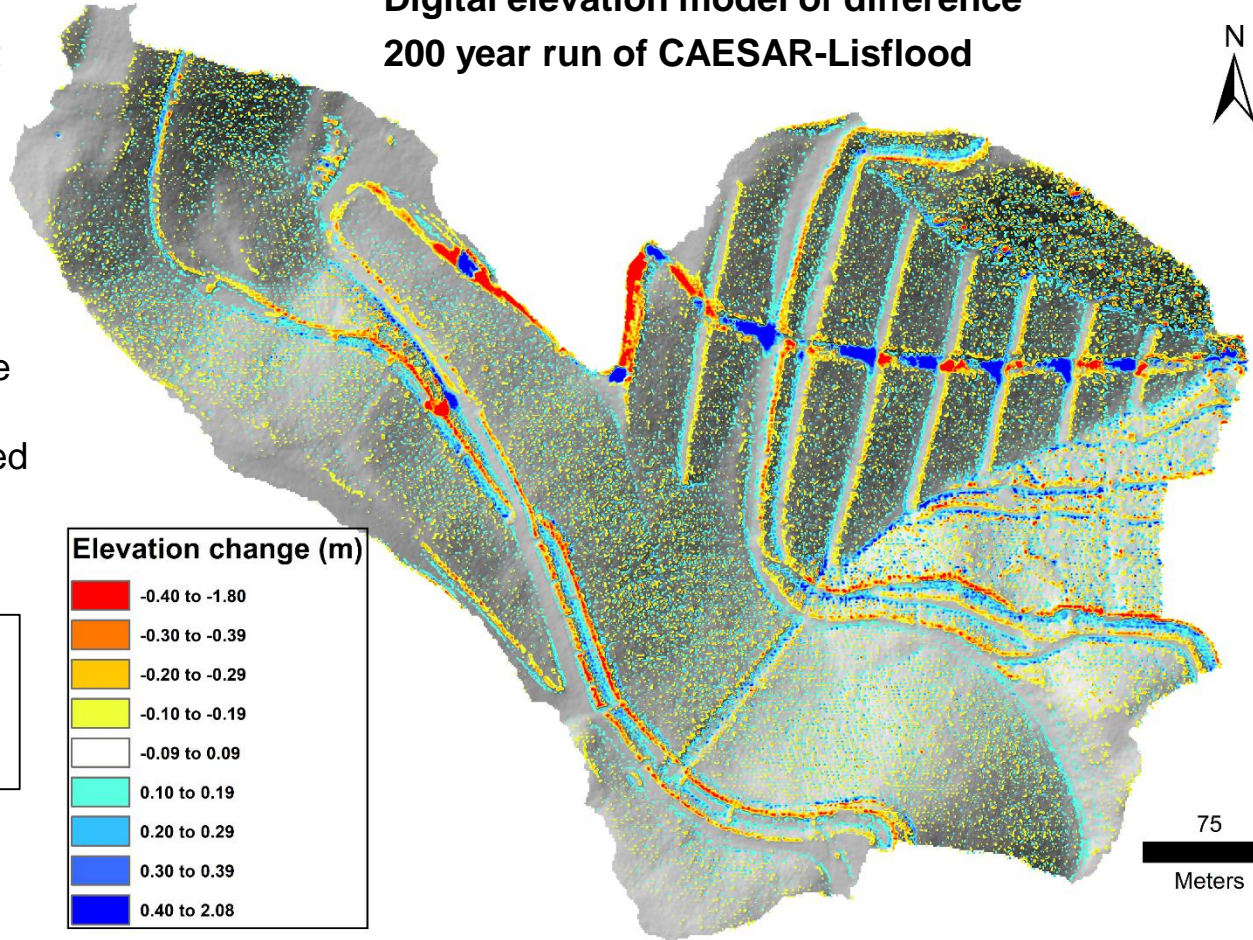 Digital elevation model of difference
200 year run of CAESAR-Lisflood
N
Elevation change (m)
-0.40 to -1.80
-0.30 to -0.39
-0.20 to -0.29
-0.10 to -0.19
-0.09 to 0.09
0.10 to 0.19
0.20 to 0.29
0.30 to 0.39
0.40 to 2.08
75
Meters